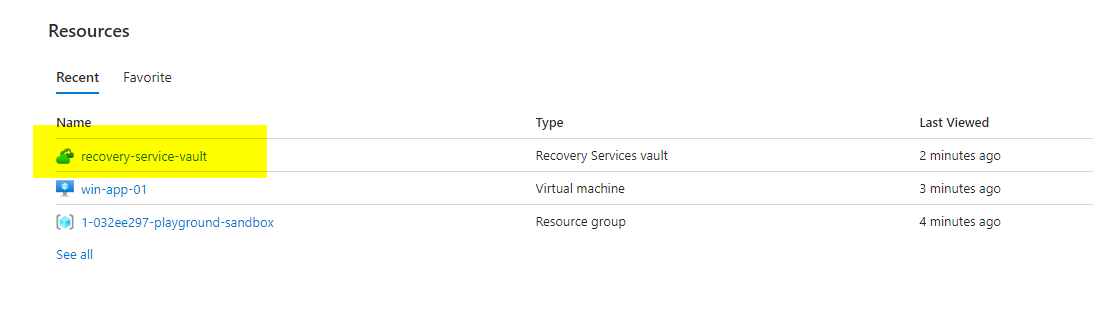 Resources
Recent Favorite
Name Type Last Viewed
recovery-service-vault Recovery Services vault 2 minutes ago
win-app-01 Virtual machine 3 minutes ago
1-032ee297-playground-sandbox Resource group 4 minutes ago
See all